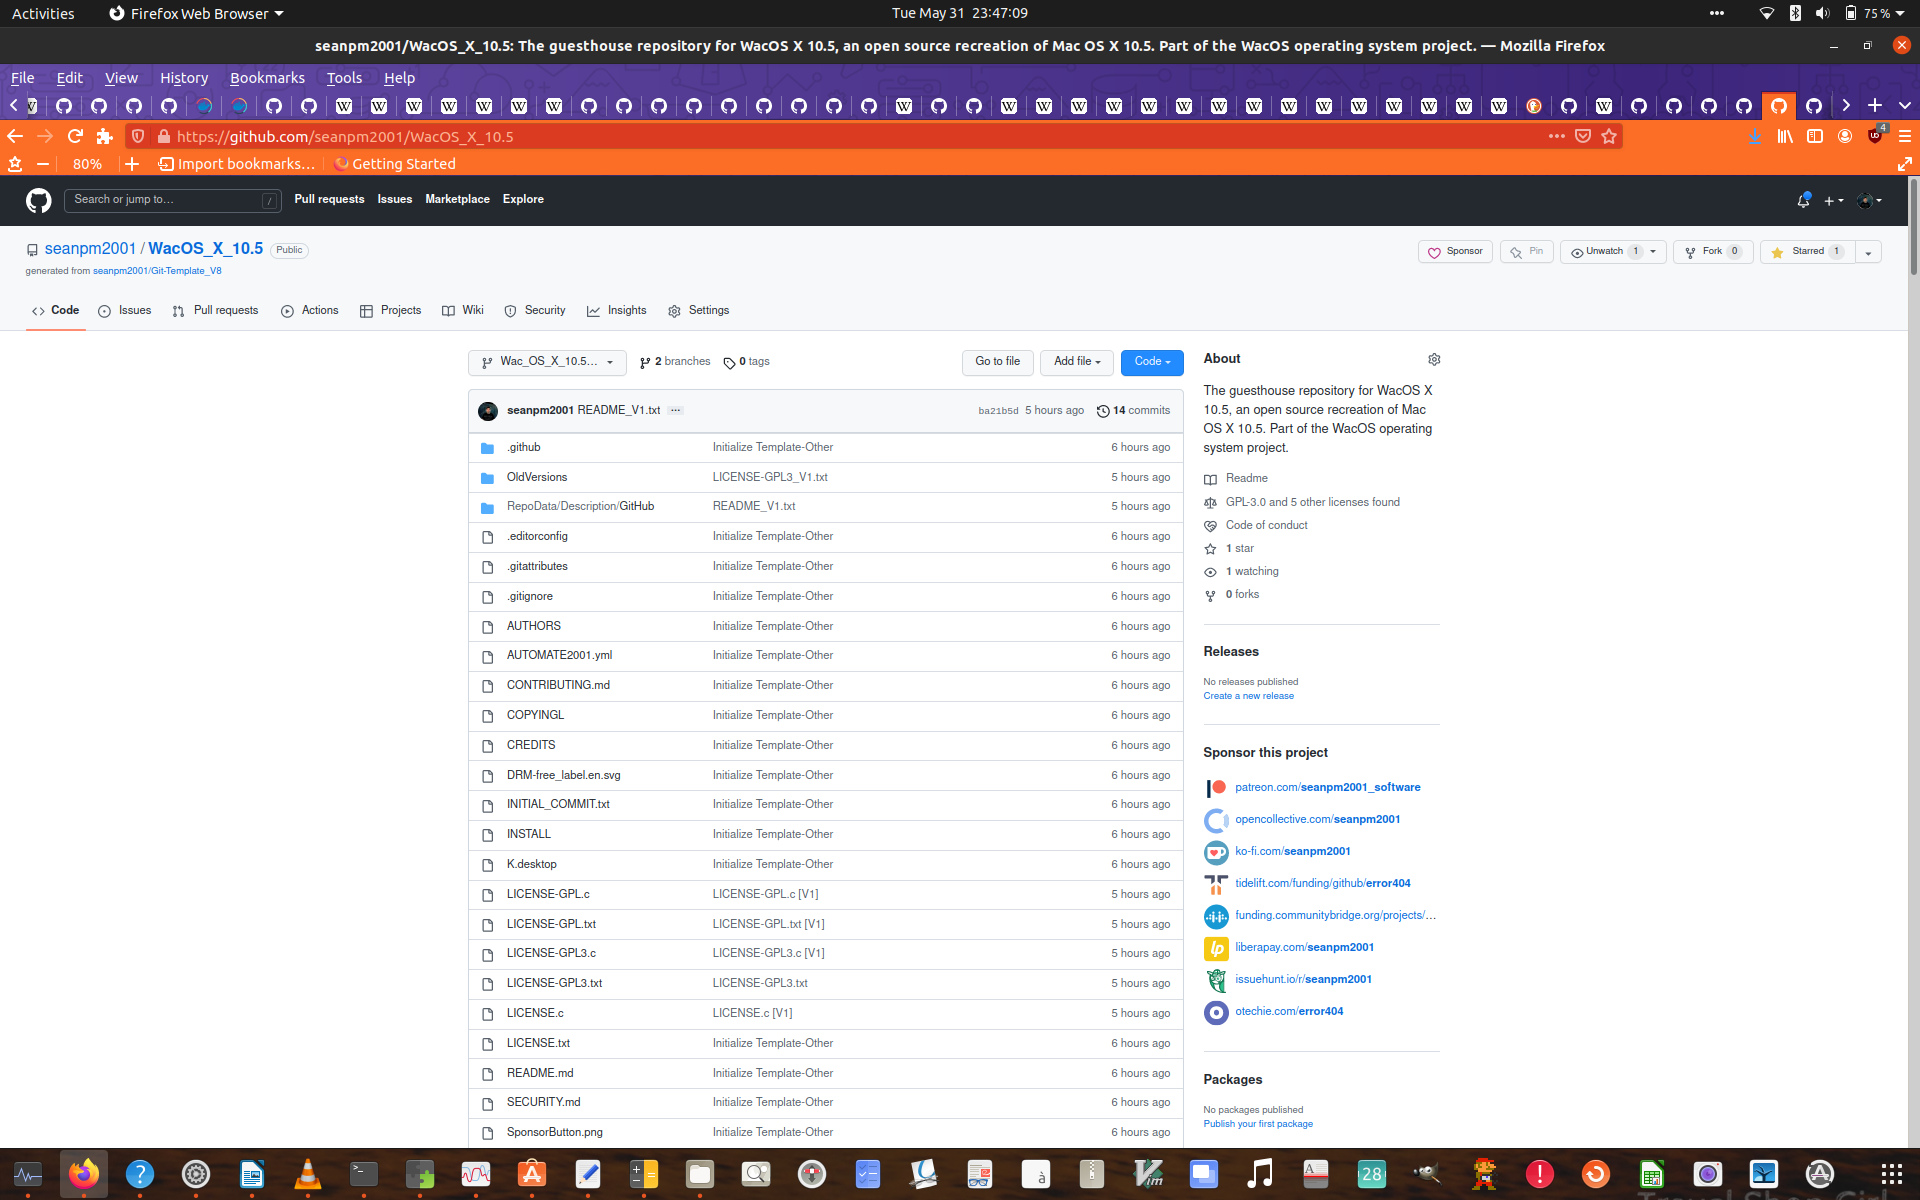 Activities Firefox Web Browser Tue May 31 23:47:09 75 %
seanpm2001/WacOS_X_10.5: The guesthouse repository for WacOS X 10.5, an open source recreation of Mac OS X 10.5. Part of the WacOS operating system project. — Mozilla Firefox
File Edit View History Bookmarks Tools Help
https://github.com/seanpm2001/WacOS_X_10.5 4
80% Import bookmarks... Getting Started
Search or jump to... / Pull requests Issues Marketplace Explore
seanpm2001 / WacOS_X_10.5 Public Sponsor Pin Unwatch 1 Fork 0 Starred 1
generated from seanpm2001/Git-Template_V8
Code Issues Pull requests Actions Projects Wiki Security Insights Settings
Wac_OS_X_10.5... 2 branches 0 tags Go to file Add file Code
seanpm2001 README_V1.txt ... ba21b5d 5 hours ago 14 commits
.github Initialize Template-Other 6 hours ago
OldVersions LICENSE-GPL3_V1.txt 5 hours ago
RepoData/Description/GitHub README_V1.txt 5 hours ago
.editorconfig Initialize Template-Other 6 hours ago
.gitattributes Initialize Template-Other 6 hours ago
.gitignore Initialize Template-Other 6 hours ago
AUTHORS Initialize Template-Other 6 hours ago
AUTOMATE2001.yml Initialize Template-Other 6 hours ago
CONTRIBUTING.md Initialize Template-Other 6 hours ago
COPYINGL Initialize Template-Other 6 hours ago
CREDITS Initialize Template-Other 6 hours ago
DRM-free_label.en.svg Initialize Template-Other 6 hours ago
INITIAL_COMMIT.txt Initialize Template-Other 6 hours ago
INSTALL Initialize Template-Other 6 hours ago
K.desktop Initialize Template-Other 6 hours ago
LICENSE-GPL.c LICENSE-GPL.c [V1] 5 hours ago
LICENSE-GPL.txt LICENSE-GPL.txt [V1] 5 hours ago
LICENSE-GPL3.c LICENSE-GPL3.c [V1] 5 hours ago
LICENSE-GPL3.txt LICENSE-GPL3.txt 5 hours ago
LICENSE.c LICENSE.c [V1] 5 hours ago
LICENSE.txt Initialize Template-Other 6 hours ago
README.md Initialize Template-Other 6 hours ago
SECURITY.md Initialize Template-Other 6 hours ago
SponsorButton.png Initialize Template-Other 6 hours ago
About
The guesthouse repository for WacOS X
10.5, an open source recreation of Mac
OS X 10.5. Part of the WacOS operating
system project.
Readme
GPL-3.0 and 5 other licenses found
Code of conduct
1 star
1 watching
0 forks
Releases
No releases published
Create a new release
Sponsor this project
patreon.com/seanpm2001_software
opencollective.com/seanpm2001
ko-fi.com/seanpm2001
tidelift.com/funding/github/error404
funding.communitybridge.org/projects/...
liberapay.com/seanpm2001
issuehunt.io/r/seanpm2001
otechie.com/error404
Packages
No packages published
Publish your first package
28